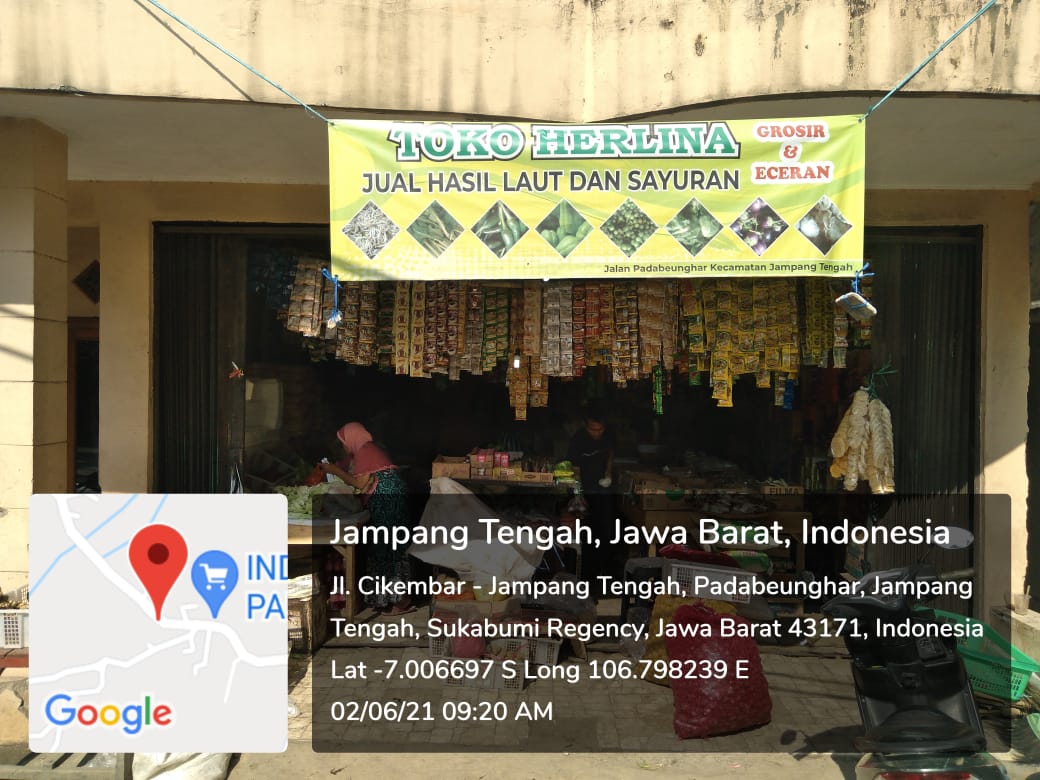 TOKO HERLINA
GROSIR
&
ECERAN
JUAL HASIL LAUT DAN SAYURAN
Jalan Padabeunghar Kecamatan Jampang Tengah
Jampang Tengah, Jawa Barat, Indonesia
Jl. Cikembar - Jampang Tengah, Padabeunghar, Jampang
Tengah, Sukabumi Regency, Jawa Barat 43171, Indonesia
Lat -7.006697 S Long 106.798239 E
02/06/21 09:20 AM
IND
PA
Google